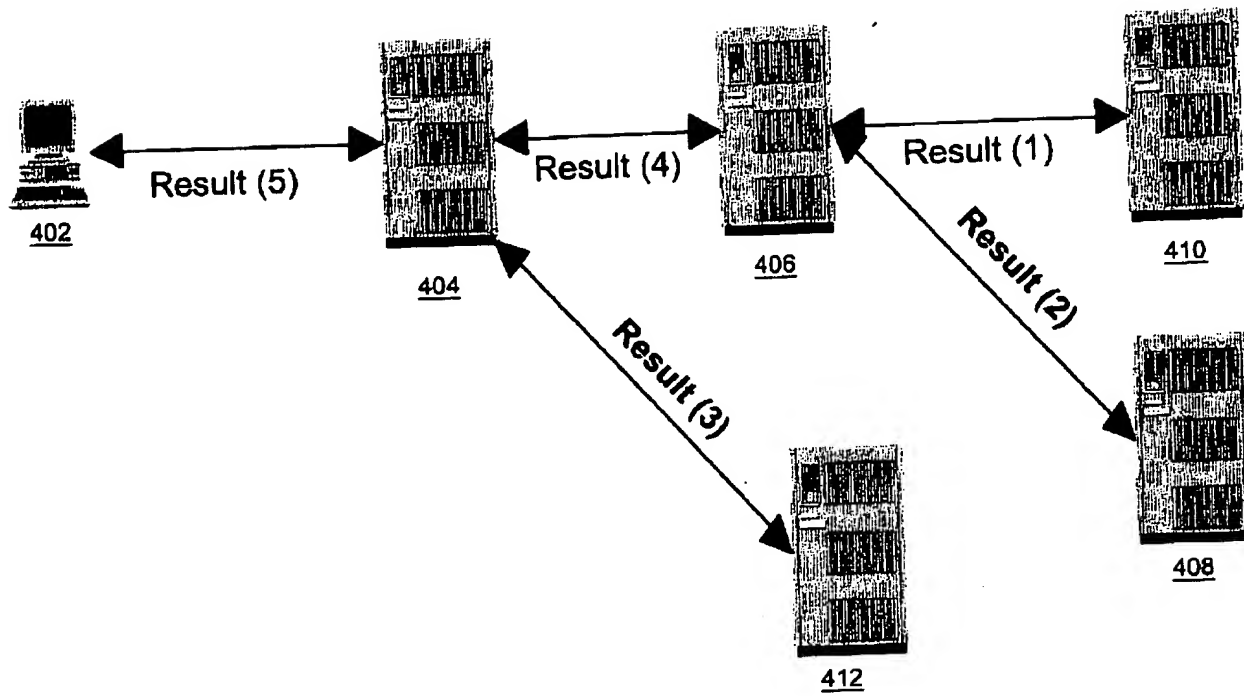 Result (5)
Result (4)
Result (1)
Result (2)
Result (3)
402
404
406
410
408
412